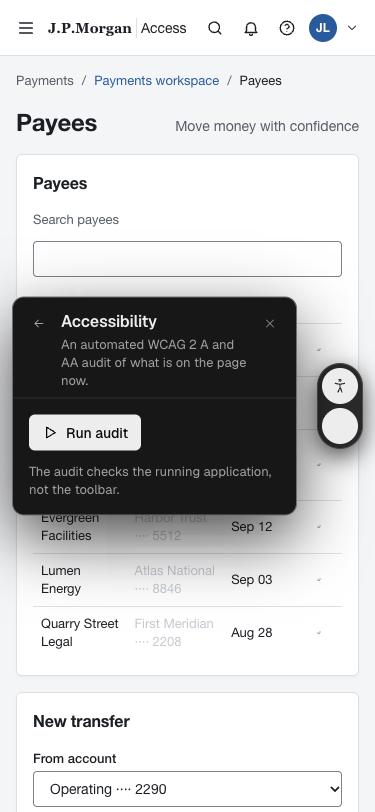 J.P.Morgan Access JL
Payments / Payments workspace / Payees
Payees Move money with confidence
Payees
Search payees
← Accessibility
An automated WCAG 2 A and
AA audit of what is on the page
now.
Run audit
The audit checks the running application,
not the toolbar.
Evergreen Harbor Trust
Facilities ···· 5512 Sep 12
Lumen Atlas National
Energy ···· 8846 Sep 03
Quarry Street First Meridian
Legal ···· 2208 Aug 28
New transfer
From account
Operating ···· 2290